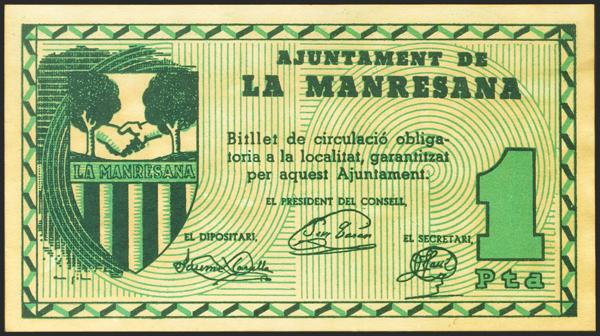 AJUNTAMENT DE
LA MANRESANA
Bitllet de circulació obliga-
toria a la localitat, garantitzat
per aquest Ajuntament.
LA MANRESANA
EL PRESIDENT DEL CONSELL,
EL DIPOSITARI,
EL SECRETARI,
1
Pta